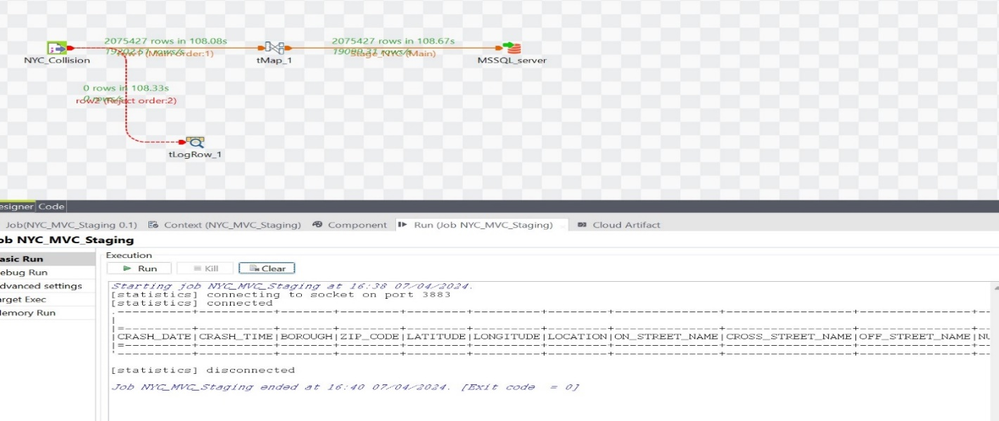 2075427 rows in 108.08s
2075427 rows in 108.67s
19202.57 rows/s
row1 (Main order:1)
19099.31 rows/s
Stage_NYC (Main)
NYC_Collision
tMap_1
MSSQL_server
0 rows in 108.33s
0 rows/s
row2 (Reject order:2)
tLogRow_1
esigner Code
Job(NYC_MVC_Staging 0.1) Context (NYC_MVC_Staging) Component Run (Job NYC_MVC_Staging) Cloud Artifact
ob NYC_MVC_Staging
asic Run
Execution
ebug Run
Run Kill Clear
dvanced settings
arget Exec
Memory Run
Starting job NYC_MVC_Staging at 16:38 07/04/2024.
[statistics] connecting to socket on port 3883
[statistics] connected
|CRASH_DATE|CRASH_TIME|BOROUGH|ZIP_CODE|LATITUDE|LONGITUDE|LOCATION|ON_STREET_NAME|CROSS_STREET_NAME|OFF_STREET_NAME|NU
[statistics] disconnected
Job NYC_MVC_Staging ended at 16:40 07/04/2024. [Exit code = 0]